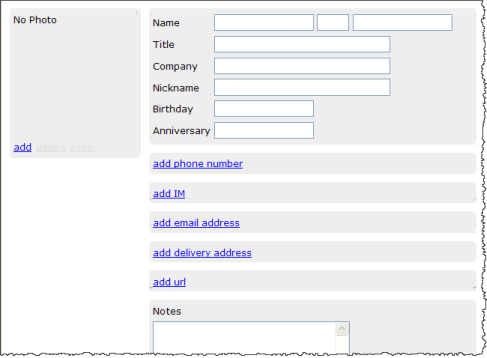 No Photo
add delete zoom
Name
Title
Company
Nickname
Birthday
Anniversary
add phone number
add IM
add email address
add delivery address
add url
Notes